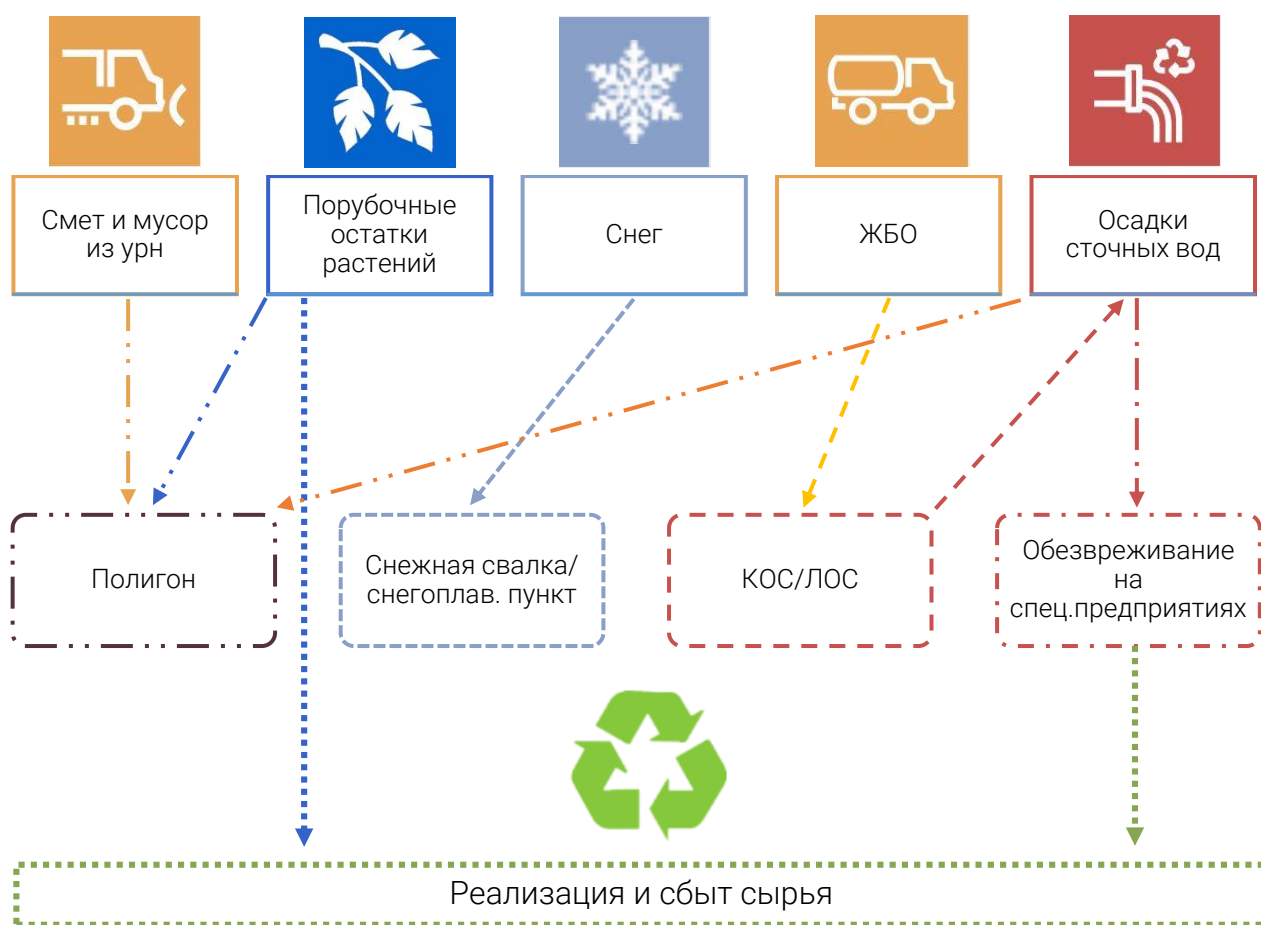 Смет и мусор
из урн
Порубочные
остатки
растений
Снег
ЖБО
Осадки
сточных вод
Полигон
Снежная свалка/
снегоплав. пункт
КОС/ЛОС
Обезвреживание
на
спец.предприятиях
Реализация и сбыт сырья